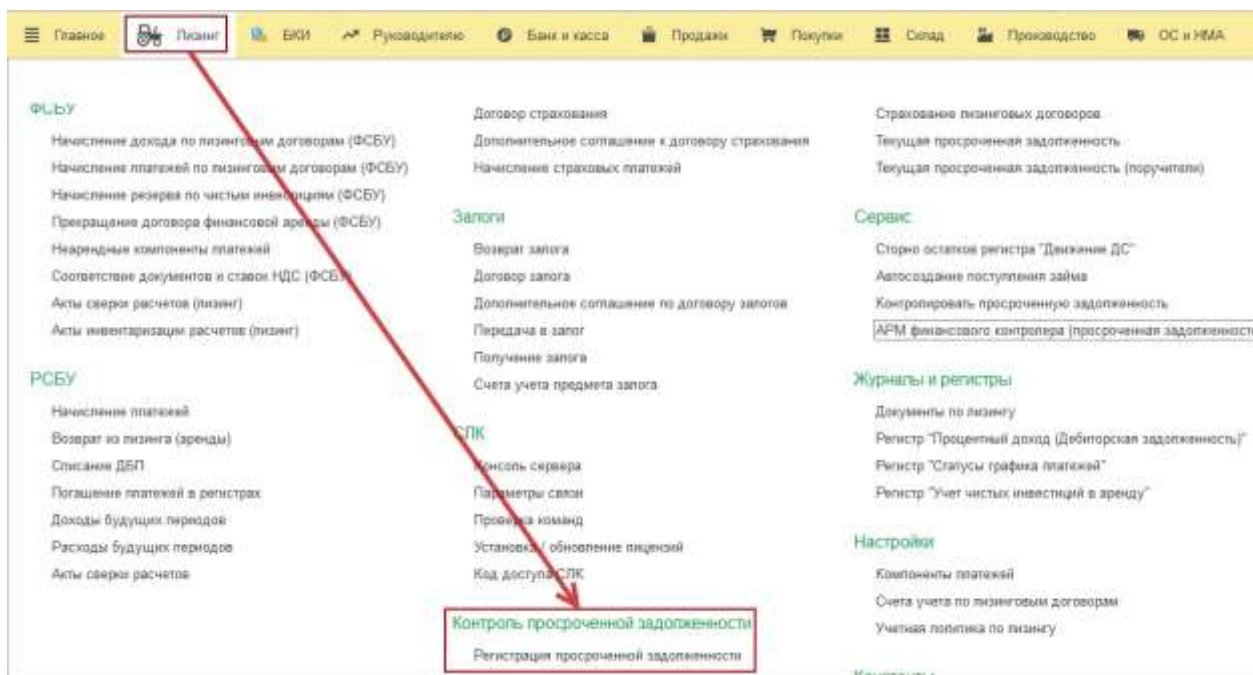 Главное Лизинг БКИ Руководителю Банк и касса Продажи Покупки Склад Производство ОС и НМА
ФСБУ
Начисление дохода по лизинговым договорам (ФСБУ)
Начисление платежей по лизинговым договорам (ФСБУ)
Начисление резерва по чистым инвестициям (ФСБУ)
Прекращение договора финансовой аренды (ФСБУ)
Неарендные компоненты платежей
Соответствие документов и ставок НДС (ФСБУ)
Акты сверки расчетов (лизинг)
Акты инвентаризации расчетов (лизинг)
РСБУ
Начисление платежей
Возврат из лизинга (аренды)
Списание ДБП
Погашение платежей в регистрах
Доходы будущих периодов
Расходы будущих периодов
Акты сверки расчетов
Договор страхования
Дополнительное соглашение к договору страхования
Начисление страховых платежей
Залоги
Возврат залога
Договор залога
Дополнительное соглашение по договору залогов
Передача в залог
Получение залога
Счета учета предмета залога
СЛК
Консоль сервера
Параметры связи
Проверка команд
Установка / обновление лицензий
Код доступа СЛК
Контроль просроченной задолженности
Регистрация просроченной задолженности
Страхование лизинговых договоров
Текущая просроченная задолженность
Текущая просроченная задолженность (поручители)
Сервис
Сторно остатков регистра "Движение ДС"
Автосоздание поступления займа
Контролировать просроченную задолженность
АРМ финансового контролера (просроченная задолженност
Журналы и регистры
Документы по лизингу
Регистр "Процентный доход (Дебиторская задолженность)"
Регистр "Статусы графика платежей"
Регистр "Учет чистых инвестиций в аренду"
Настройки
Компоненты платежей
Счета учета по лизинговым договорам
Учетная политика по лизингу